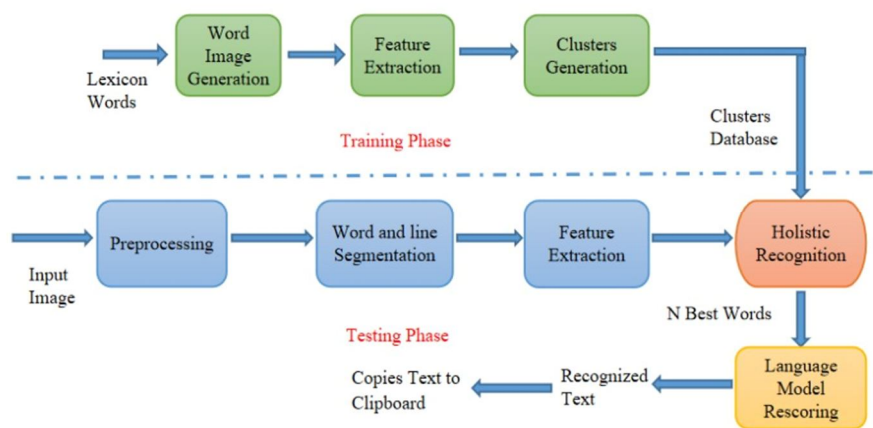 Word
Image
Generation
Feature
Extraction
Clusters
Generation
Lexicon
Words
Clusters
Database
Training Phase
Preprocessing
Word and line
Segmentation
Feature
Extraction
Holistic
Recognition
Input
Image
N Best Words
Testing Phase
Language
Model
Rescoring
Recognized
Text
Copies Text to
Clipboard